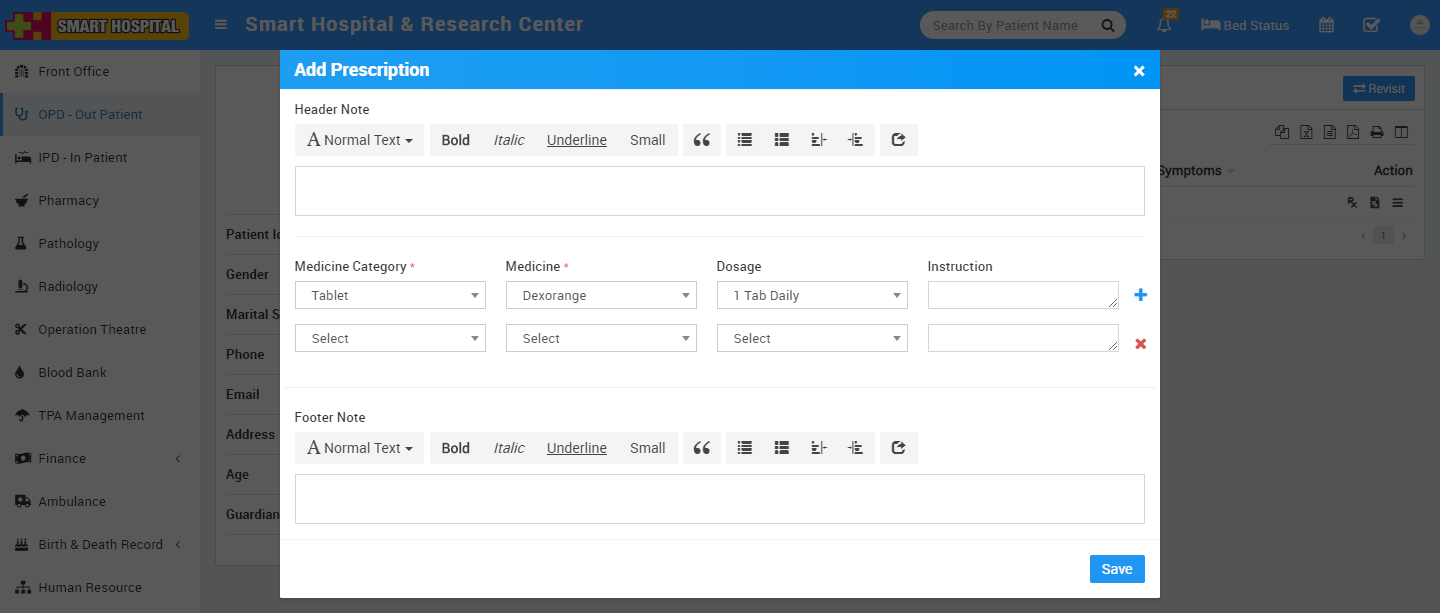 SMART HOSPITAL
Smart Hospital & Research Center
Search By Patient Name
22
Bed Status
Front Office
OPD - Out Patient
IPD - In Patient
Pharmacy
Pathology
Radiology
Operation Theatre
Blood Bank
TPA Management
Finance
Ambulance
Birth & Death Record
Human Resource
Patient Id
Gender
Marital S
Phone
Email
Address
Age
Guardian
Revisit
Symptoms Action
1
Add Prescription
Header Note
A Normal Text Bold Italic Underline Small
Medicine Category * Medicine * Dosage Instruction
Tablet Dexorange 1 Tab Daily
Select Select Select
Footer Note
A Normal Text Bold Italic Underline Small
Save